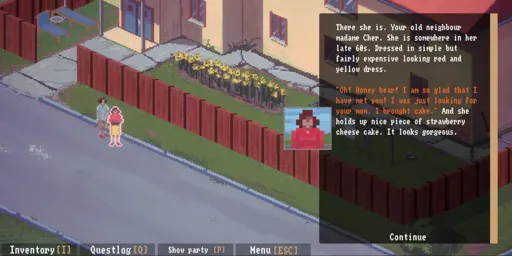 There she is. Your old neighbour
madame Cher. She is somewhere in her
late 60s. Dressed in simple but
fairly expensive looking red and
yellow dress.
"Oh! Honey bear! I am so glad that I
have met you! I was just looking for
your mom. I brought cake." And she
holds up nice piece of strawberry
cheese cake. It looks gorgeous.
Continue
Inventory[I] Questlog[Q] Show party [P] Menu[ESC]